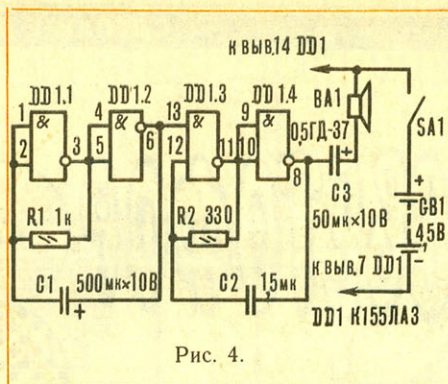 К ВЫВ.14 DD1
DD1.1 DD1.2 DD1.3 DD1.4 BA1
1 & 4 & 13 & 9 &
2 3 5 6 12 11 10 8
0,5ГД-37
SA1
R1 1к R2 330
C3
50мк×10В
+ GB1
4,5В
C1 500мк×10В C2 1,5мк
К ВЫВ.7 DD1
DD1 К155ЛА3
Рис. 4.